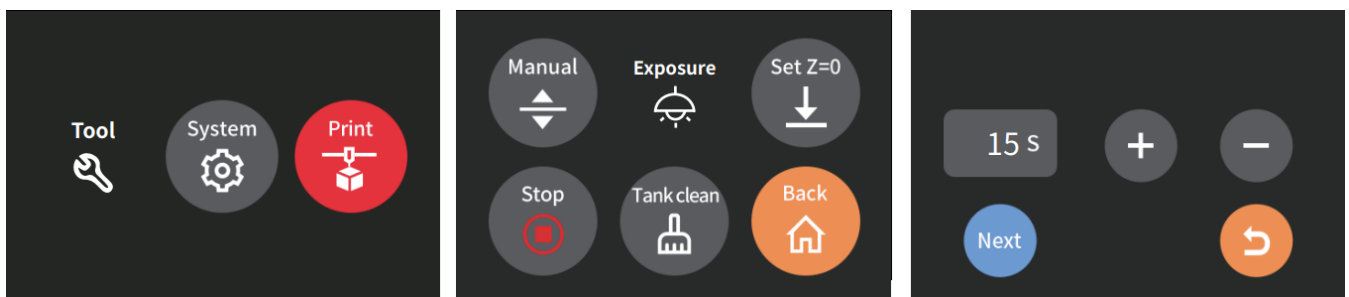 Tool
System
Print
Manual
Exposure
Set Z=0
Stop
Tank clean
Back
15 S
+
−
Next